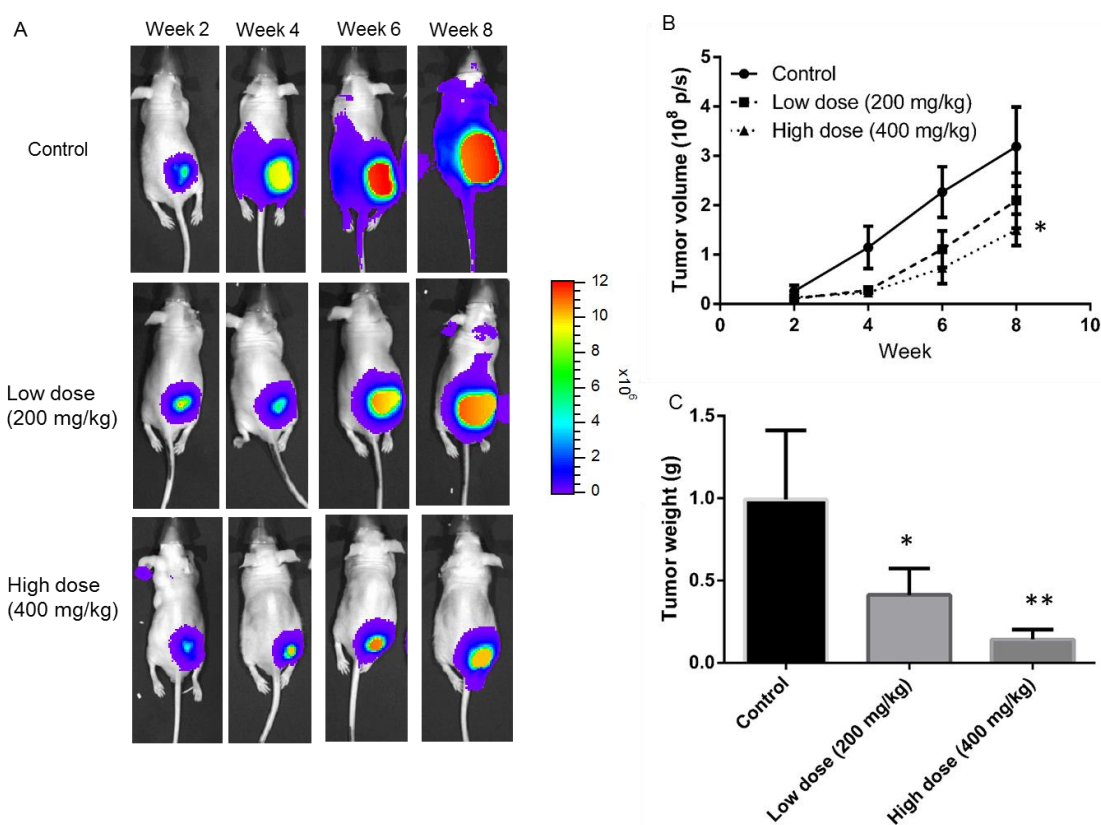 A
Week 2
Week 4
Week 6
Week 8
Control
Low dose
(200 mg/kg)
High dose
(400 mg/kg)
12
10
8
6
4
2
0
x10⁶
B
Tumor volume (10⁸ p/s)
5
4
3
2
1
0
Control
Low dose (200 mg/kg)
High dose (400 mg/kg)
*
0
2
4
6
8
10
Week
C
Tumor weight (g)
1.5
1.0
0.5
0.0
*
**
Control
Low dose (200 mg/kg)
High dose (400 mg/kg)